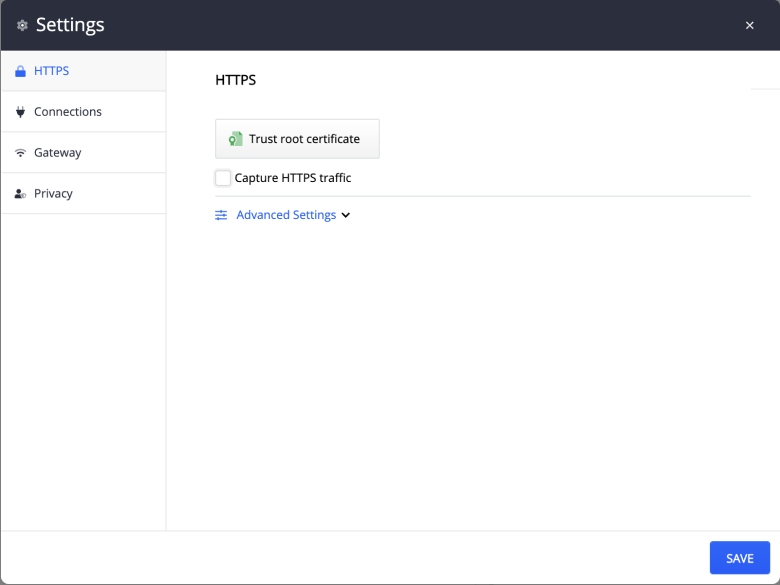 Settings
HTTPS
Connections
Gateway
Privacy
HTTPS
Trust root certificate
Capture HTTPS traffic
Advanced Settings
SAVE